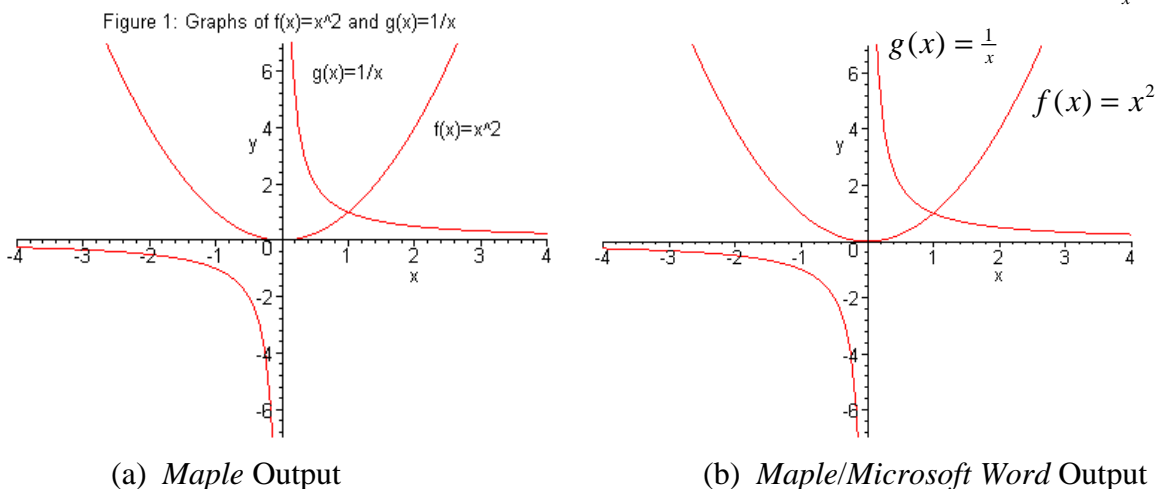 x
Figure 1: Graphs of f(x)=x^2 and g(x)=1/x
g(x)=1/x
f(x)=x^2
6
4
y
2
0
-4 -3 -2 -1 1 2 3 4
x
-2
-4
-6
g(x) = 1/x
f(x) = x²
6
4
y
2
0
-4 -3 -2 -1 1 2 3 4
x
-2
-4
-6
(a) Maple Output
(b) Maple/Microsoft Word Output